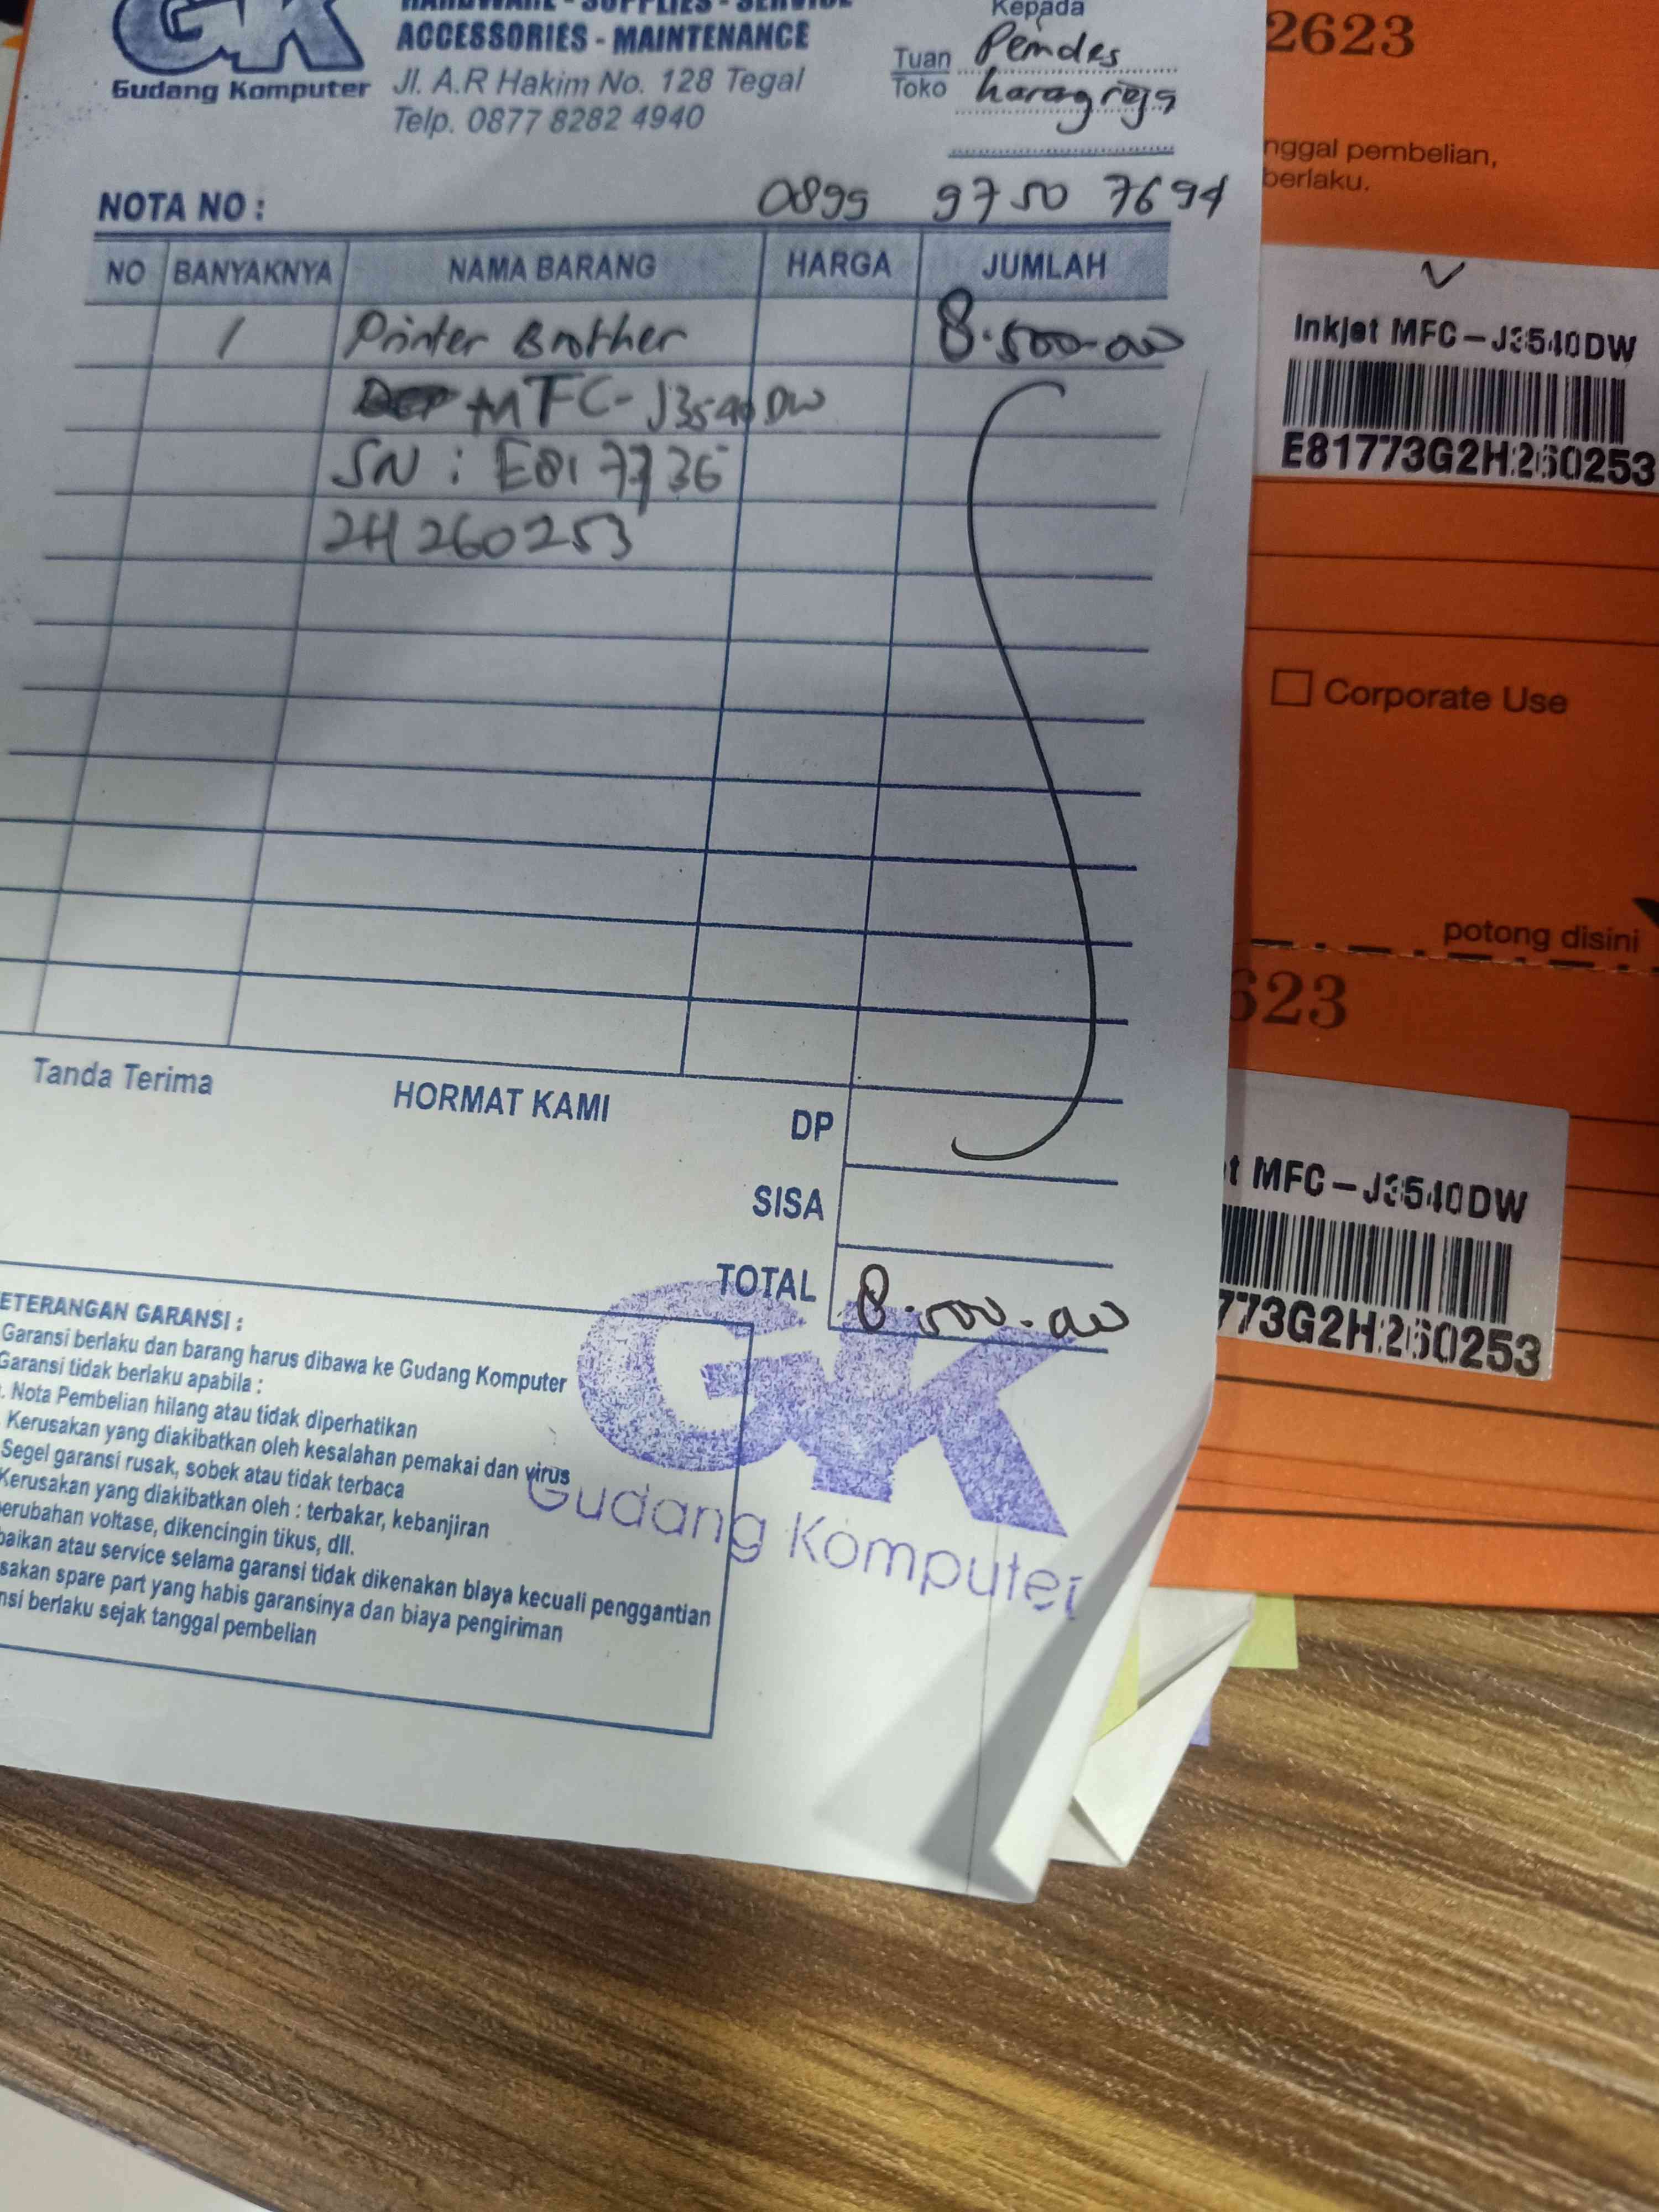 GK
HARDWARE - SUPPLIES - SERVICE
ACCESSORIES - MAINTENANCE
Gudang Komputer
Jl. A.R Hakim No. 128 Tegal
Telp. 0877 8282 4940
Kepada
Tuan Pemdes
Toko Karagreja
NOTA NO :
0899 9750 7694
NO BANYAKNYA NAMA BARANG HARGA JUMLAH
1 Printer Brother 8.500.000
MFC-J3540DW
SN : E81773G
2H260253
Tanda Terima
HORMAT KAMI
DP
SISA
TOTAL 8.500.000
ETERANGAN GARANSI :
Garansi berlaku dan barang harus dibawa ke Gudang Komputer
Garansi tidak berlaku apabila :
. Nota Pembelian hilang atau tidak diperhatikan
Kerusakan yang diakibatkan oleh kesalahan pemakai dan virus
Segel garansi rusak, sobek atau tidak terbaca
Kerusakan yang diakibatkan oleh : terbakar, kebanjiran
erubahan voltase, dikencingin tikus, dll.
baikan atau service selama garansi tidak dikenakan biaya kecuali penggantian
sakan spare part yang habis garansinya dan biaya pengiriman
nsi berlaku sejak tanggal pembelian
GK
Gudang Komputer
2623
nggal pembelian,
berlaku.
Inkjet MFC-J3540DW
E81773G2H260253
Corporate Use
potong disini
623
t MFC-J3540DW
773G2H260253